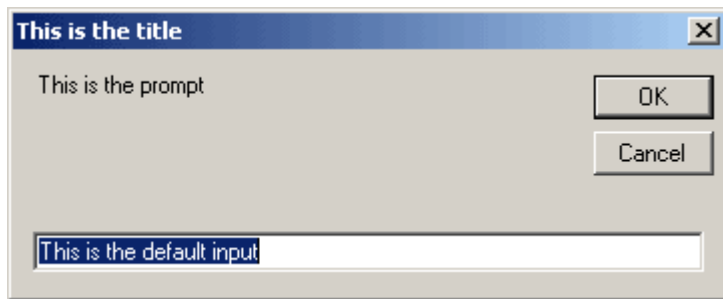 This is the title
This is the prompt
OK
Cancel
This is the default input